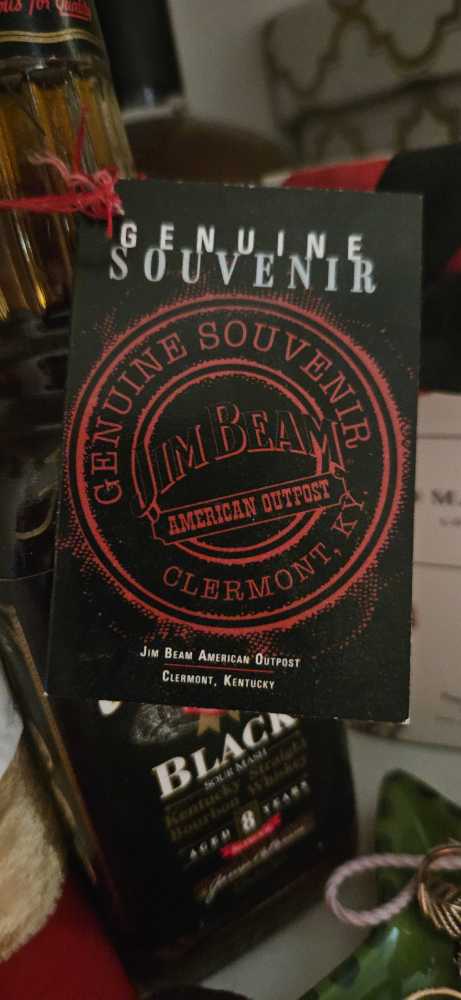 GENUINE
SOUVENIR
GENUINE SOUVENIR
JIM BEAM
AMERICAN OUTPOST
CLERMONT, KY.
JIM BEAM AMERICAN OUTPOST
CLERMONT, KENTUCKY
BLACK
SOUR MASH
Kentucky Straight
Bourbon Whiskey
AGED 8 YEARS